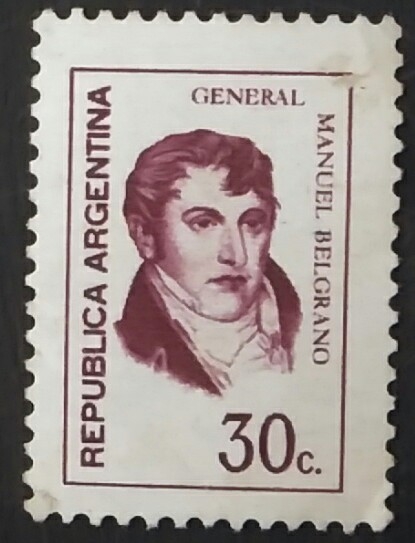 GENERAL
MANUEL BELGRANO
REPUBLICA ARGENTINA
30c.